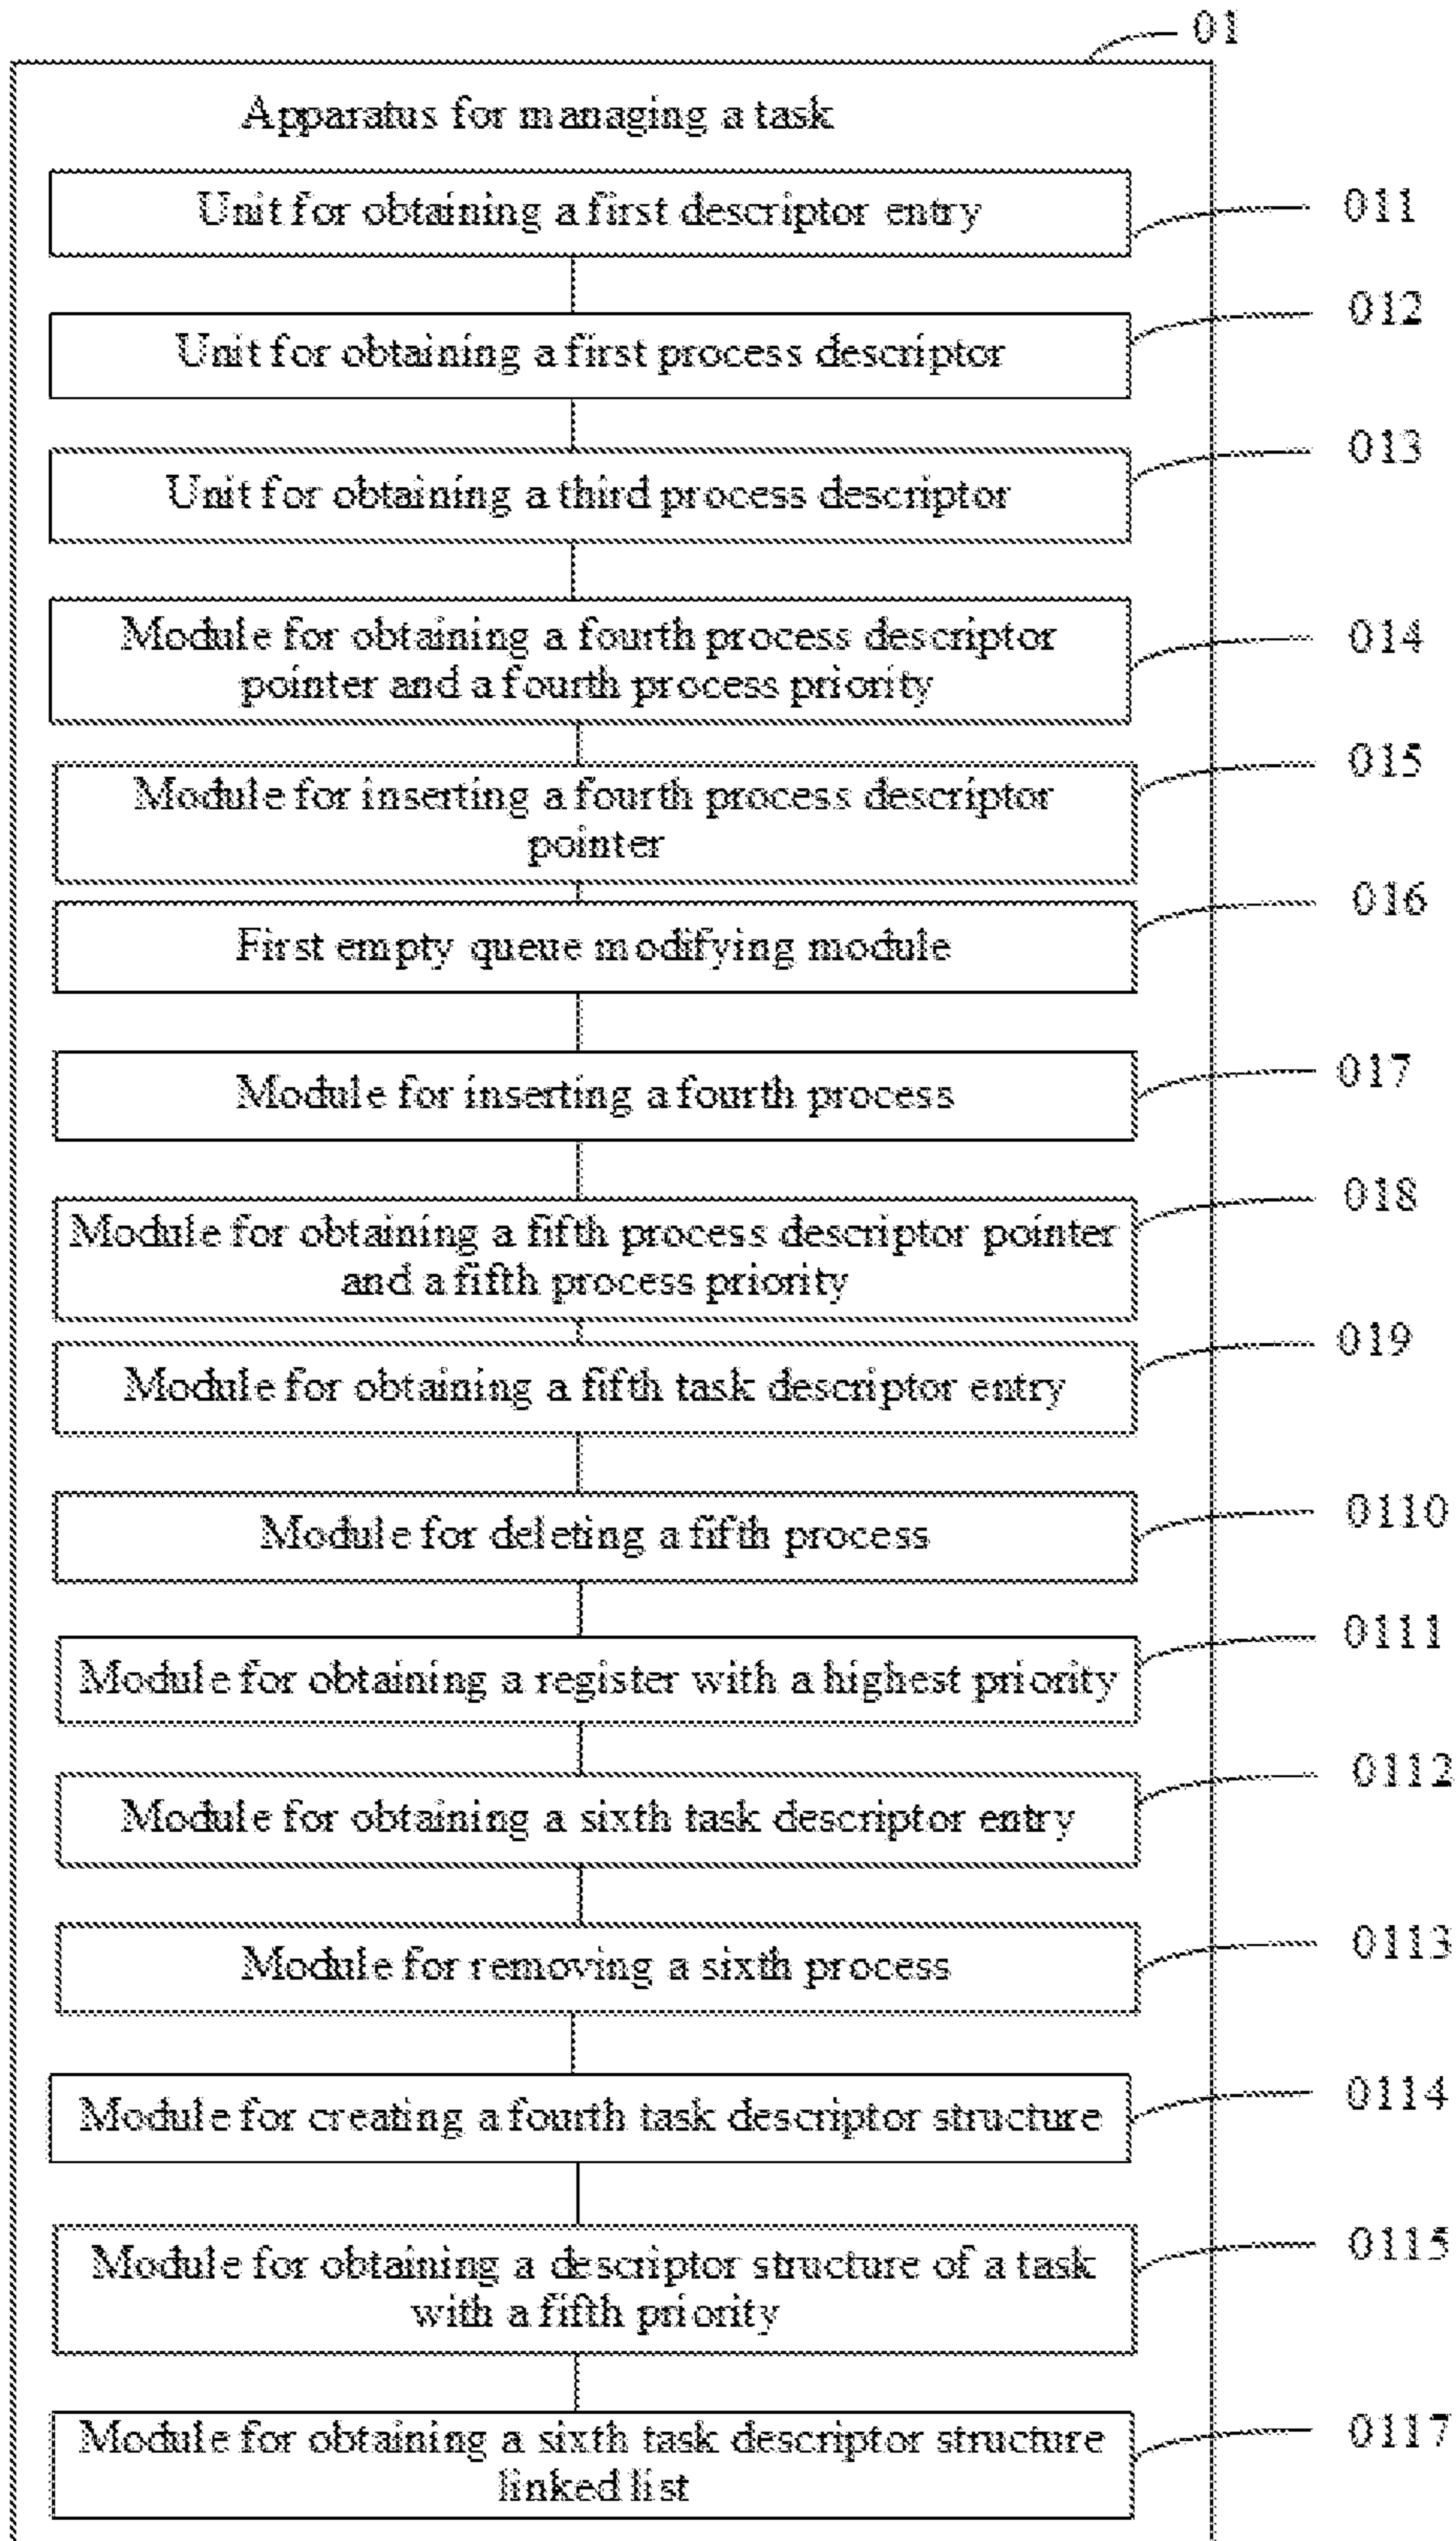 01
Apparatus for managing a task
Unit for obtaining a first descriptor entry
011
Unit for obtaining a first process descriptor
012
Unit for obtaining a third process descriptor
013
Module for obtaining a fourth process descriptor
pointer and a fourth process priority
014
Module for inserting a fourth process descriptor
pointer
015
First empty queue modifying module
016
Module for inserting a fourth process
017
Module for obtaining a fifth process descriptor pointer
and a fifth process priority
018
Module for obtaining a fifth task descriptor entry
019
Module for deleting a fifth process
0110
Module for obtaining a register with a highest priority
0111
Module for obtaining a sixth task descriptor entry
0112
Module for removing a sixth process
0113
Module for creating a fourth task descriptor structure
0114
Module for obtaining a descriptor structure of a task
with a fifth priority
0115
Module for obtaining a sixth task descriptor structure
linked list
0117